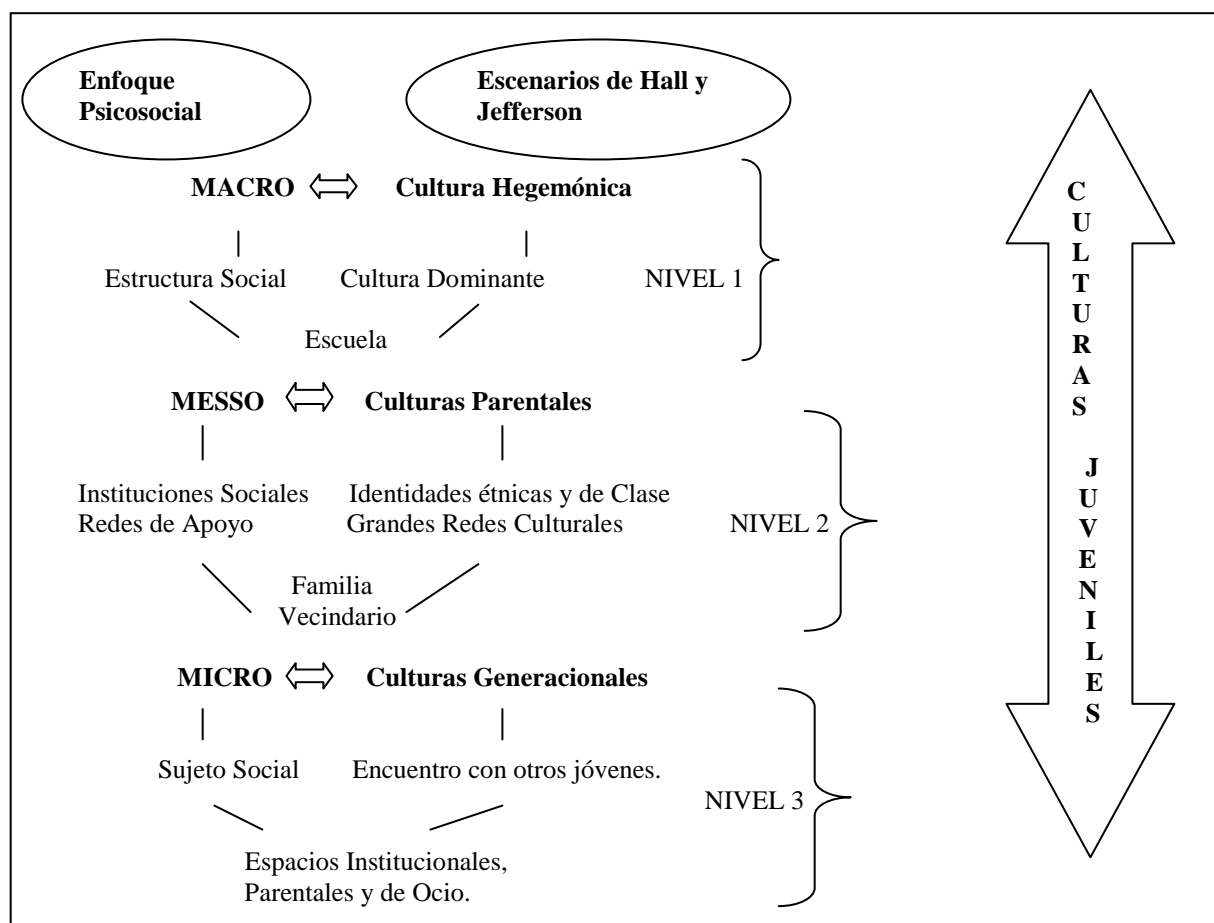 Enfoque
Psicosocial
Escenarios de Hall y
Jefferson
MACRO Cultura Hegemónica
Estructura Social Cultura Dominante NIVEL 1
Escuela
MESSO Culturas Parentales
Instituciones Sociales Identidades étnicas y de Clase
Redes de Apoyo Grandes Redes Culturales NIVEL 2
Familia
Vecindario
MICRO Culturas Generacionales
Sujeto Social Encuentro con otros jóvenes.
NIVEL 3
Espacios Institucionales,
Parentales y de Ocio.
CULTURAS JUVENILES